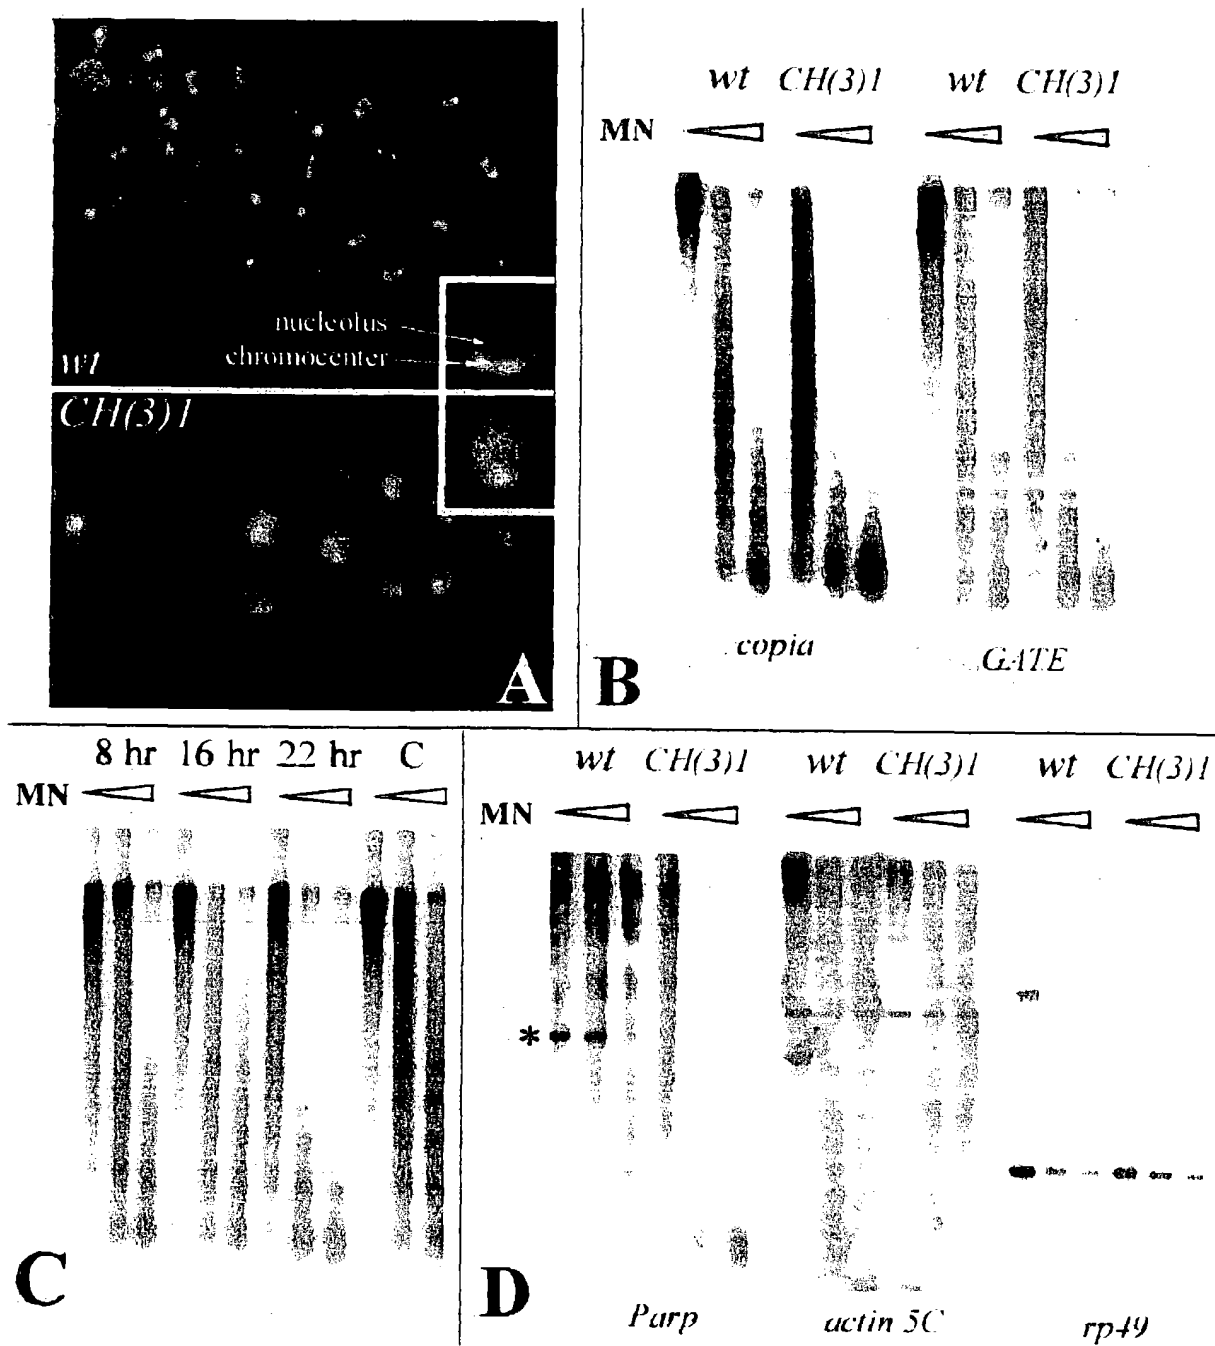 nucleolus
chromocenter
wt
CH(3)1
A
wt CH(3)1 wt CH(3)1
MN
copia GATE
B
8 hr 16 hr 22 hr C
MN
C
wt CH(3)1 wt CH(3)1 wt CH(3)1
MN
*
D
Parp actin 5C rp49